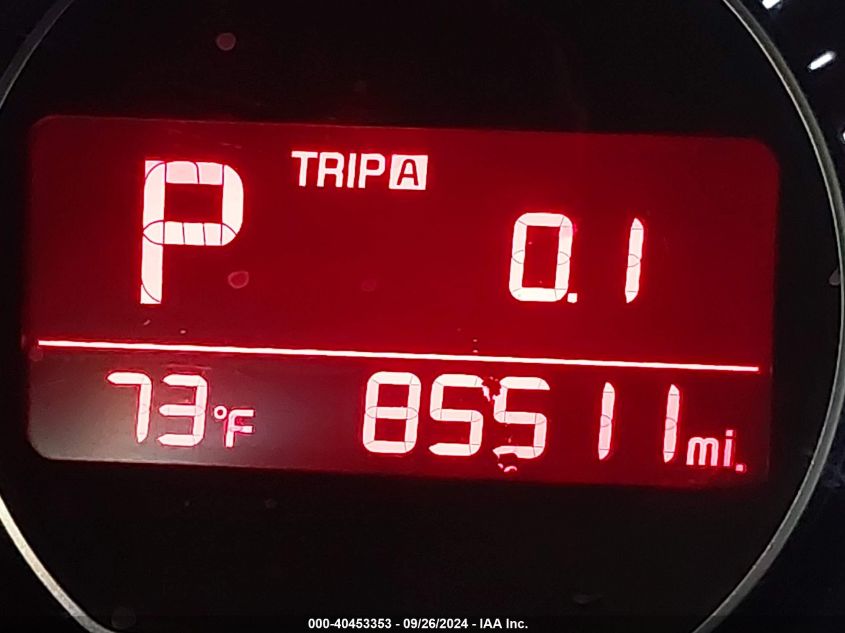 P TRIP A
0.1
73°F 85511 mi.
000-40453353 - 09/26/2024 - IAA Inc.